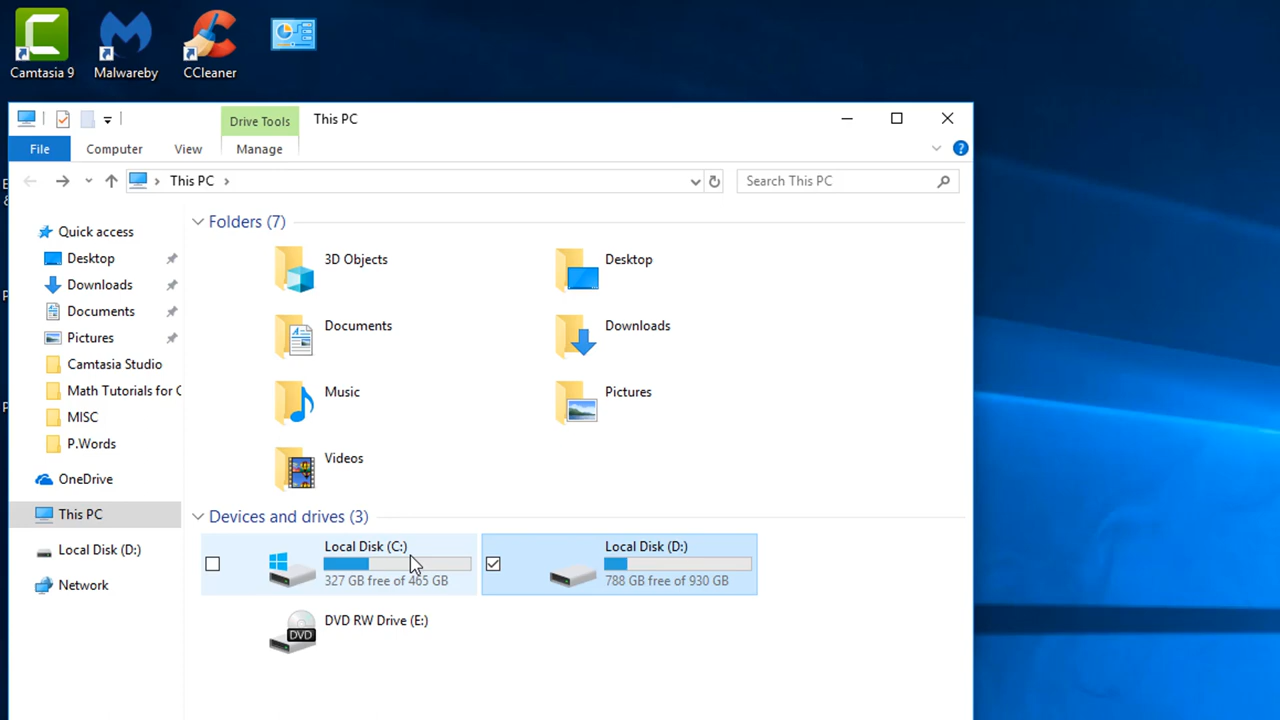 Camtasia 9
Malwareby
CCleaner
Drive Tools
This PC
File
Computer
View
Manage
This PC
Search This PC
Quick access
Desktop
Downloads
Documents
Pictures
Camtasia Studio
Math Tutorials for C
MISC
P.Words
OneDrive
This PC
Local Disk (D:)
Network
Folders (7)
3D Objects
Desktop
Documents
Downloads
Music
Pictures
Videos
Devices and drives (3)
Local Disk (C:)
327 GB free of 465 GB
Local Disk (D:)
788 GB free of 930 GB
DVD
DVD RW Drive (E:)